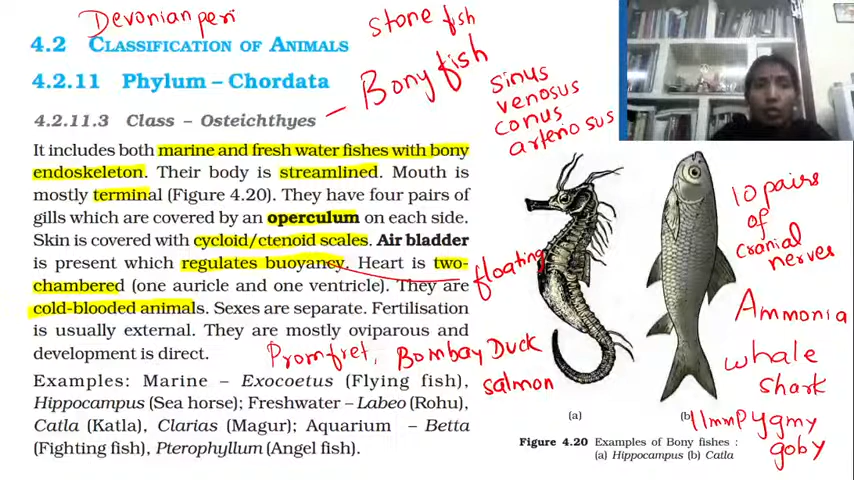 Devonian peri
4.2 CLASSIFICATION OF ANIMALS
4.2.11 Phylum – Chordata
4.2.11.3 Class – Osteichthyes
– Bony fish
stone fish
sinus
venosus
conus
arteriosus
It includes both marine and fresh water fishes with bony
endoskeleton. Their body is streamlined. Mouth is
mostly terminal (Figure 4.20). They have four pairs of
gills which are covered by an operculum on each side.
Skin is covered with cycloid/ctenoid scales. Air bladder
is present which regulates buoyancy. Heart is two-
chambered (one auricle and one ventricle). They are
cold-blooded animals. Sexes are separate. Fertilisation
is usually external. They are mostly oviparous and
development is direct.
floating
Promfret, Bombay Duck
salmon
Examples: Marine – Exocoetus (Flying fish),
Hippocampus (Sea horse); Freshwater – Labeo (Rohu),
Catla (Katla), Clarias (Magur); Aquarium – Betta
(Fighting fish), Pterophyllum (Angel fish).
10 pairs
of
cranial
nerves
Ammonia
whale
shark
11mm Pygmy
goby
(a)
(b)
Figure 4.20 Examples of Bony fishes :
(a) Hippocampus (b) Catla